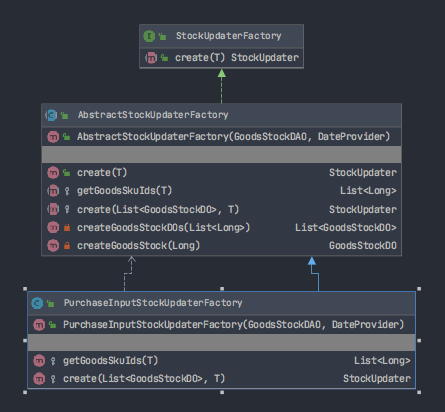 StockUpdaterFactory
create(T) StockUpdater
AbstractStockUpdaterFactory
AbstractStockUpdaterFactory(GoodsStockDAO, DateProvider)
create(T) StockUpdater
getGoodsSkuIds(T) List<Long>
create(List<GoodsStockDO>, T) StockUpdater
createGoodsStockDOs(List<Long>) List<GoodsStockDO>
createGoodsStock(Long) GoodsStockDO
PurchaseInputStockUpdaterFactory
PurchaseInputStockUpdaterFactory(GoodsStockDAO, DateProvider)
getGoodsSkuIds(T) List<Long>
create(List<GoodsStockDO>, T) StockUpdater